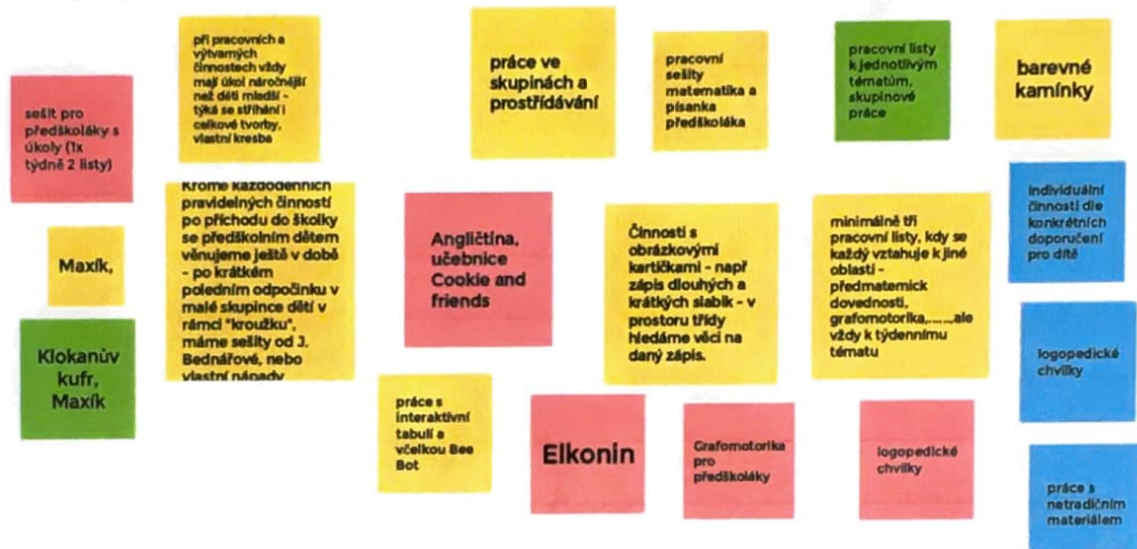 sešit pro
předškoláky s
úkoly (1x
týdně 2 listy)
při pracovních a
výtvarných
činnostech vždy
mají úkol náročnější
než děti mladší -
týká se stříhání i
celkové tvorby,
vlastní kresba
práce ve
skupinách a
prostřídávání
pracovní
sešity
matematika a
písanka
předškoláka
pracovní listy
k jednotlivým
tématům,
skupinové
práce
barevné
kamínky
Maxík,
Krome každodenních
pravidelných činností
po příchodu do školky
se předškolním dětem
věnujeme ještě v době
- po krátkém
poledním odpočinku v
malé skupince dětí v
rámci "kroužku",
máme sešity od J.
Bednářové, nebo
vlastní nápady
Angličtina,
učebnice
Cookie and
friends
Činnosti s
obrázkovými
kartičkami - např
zápis dlouhých a
krátkých slabik - v
prostoru třídy
hledáme věci na
daný zápis.
minimálně tři
pracovní listy, kdy se
každý vztahuje k jiné
oblasti -
předmatemick
dovednosti,
grafomotorika,......,ale
vždy k týdennímu
tématu
Individuální
činnosti dle
konkrétních
doporučení
pro dítě
Klokanův
kufr,
Maxík
práce s
interaktivní
tabulí a
včelkou Bee
Bot
Elkonin
Grafomotorika
pro
předškoláky
logopedické
chvilky
logopedické
chvilky
práce s
netradičním
materiálem